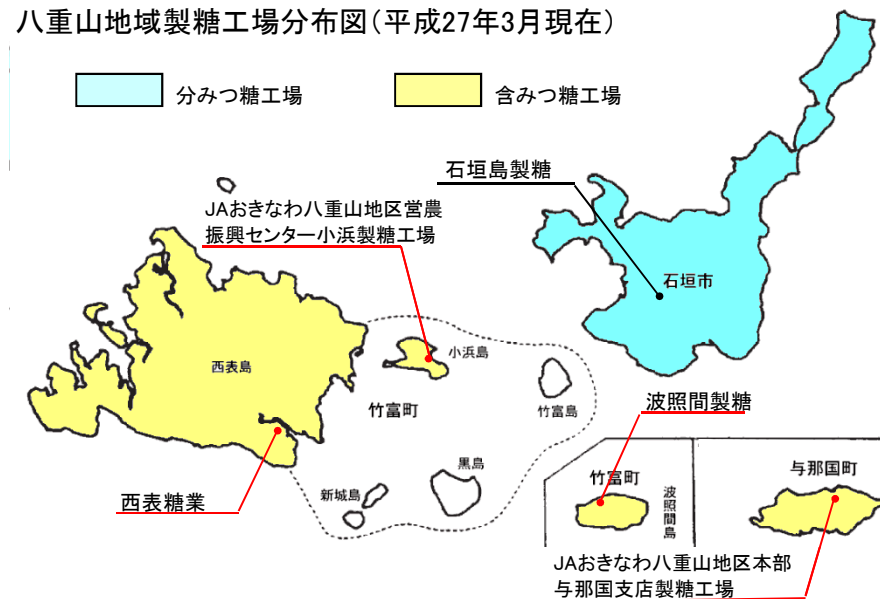 八重山地域製糖工場分布図(平成27年3月現在)
分みつ糖工場
含みつ糖工場
石垣島製糖
JAおきなわ八重山地区営農
振興センター小浜製糖工場
石垣市
西表島
小浜島
竹富町
竹富島
波照間製糖
黒島
新城島
西表糖業
竹富町
波照間島
与那国町
JAおきなわ八重山地区本部
与那国支店製糖工場